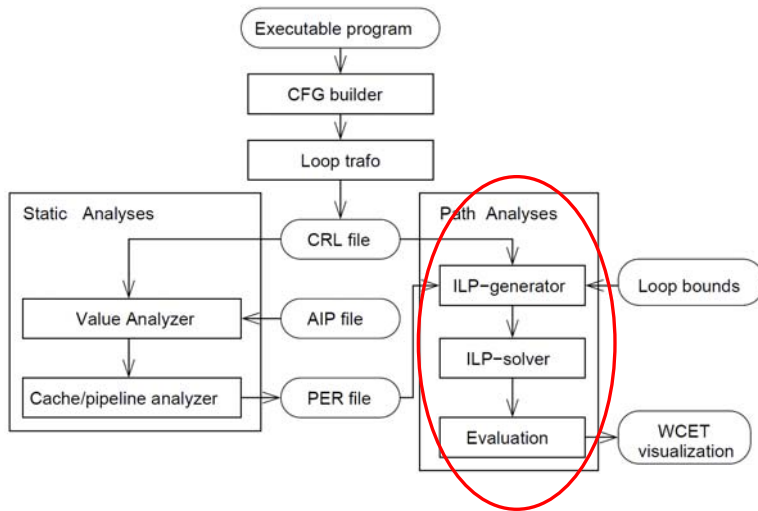 Executable program
CFG builder
Loop trafo
Static Analyses
Path Analyses
CRL file
ILP-generator
Loop bounds
Value Analyzer
AIP file
ILP-solver
Cache/pipeline analyzer
PER file
Evaluation
WCET
visualization